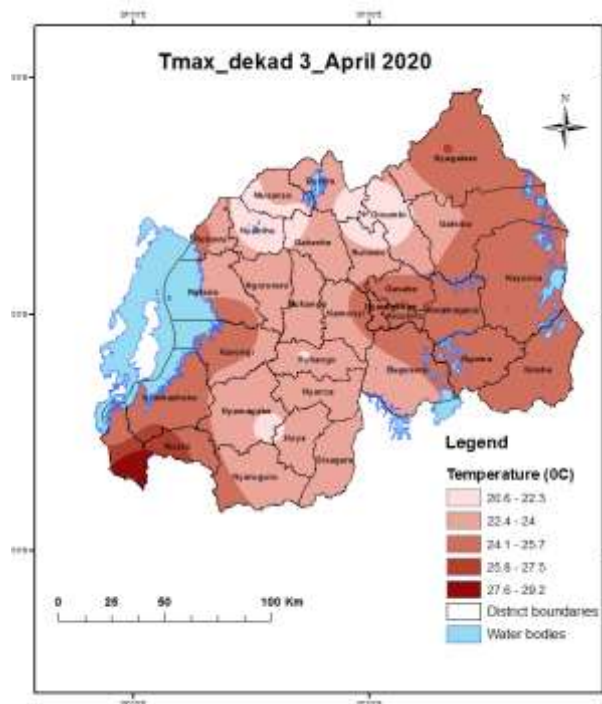 Tmax_dekad 3_April 2020
N
Nyagatare
Burera
Musanze
Gicumbi
Nyabihu
Gatsibo
Gakenke
Rubavu
Rulindo
Kayonza
Gasabo
Rutsiro
Ngororero
Muhanga
Kamonyi
Rwamagana
Karongi
Ruhango
Bugesera
Ngoma
Kirehe
Nyanza
Nyamasheke
Nyamagabe
Huye
Rusizi
Gisagara
Nyaruguru
Legend
Temperature (0C)
20.6 - 22.3
22.4 - 24
24.1 - 25.7
25.8 - 27.5
27.6 - 29.2
District boundaries
Water bodies
0 25 50 100 Km